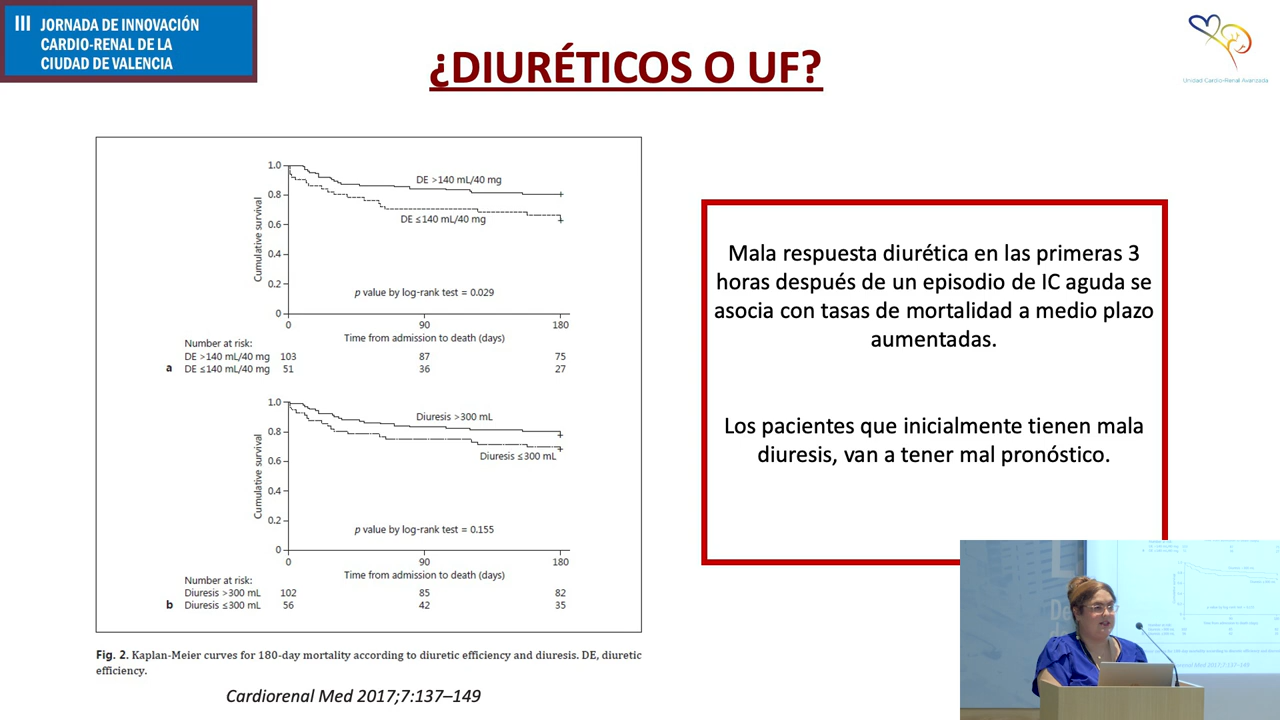 III JORNADA DE INNOVACIÓN
CARDIO-RENAL DE LA
CIUDAD DE VALENCIA
¿DIURÉTICOS O UF?
Unidad Cardio-Renal Avanzada
Cumulative survival
1.0
0.8
0.6
0.4
0.2
0
DE >140 mL/40 mg
DE ≤140 mL/40 mg
p value by log-rank test = 0.029
0 90 180
Time from admission to death (days)
Number at risk:
DE >140 mL/40 mg 103 87 75
a DE ≤140 mL/40 mg 51 36 27
Cumulative survival
1.0
0.8
0.6
0.4
0.2
0
Diuresis >300 mL
Diuresis ≤300 mL
p value by log-rank test = 0.155
0 90 180
Time from admission to death (days)
Number at risk:
Diuresis >300 mL 102 85 82
b Diuresis ≤300 mL 56 42 35
Fig. 2. Kaplan-Meier curves for 180-day mortality according to diuretic efficiency and diuresis. DE, diuretic
efficiency.
Cardiorenal Med 2017;7:137–149
Mala respuesta diurética en las primeras 3
horas después de un episodio de IC aguda se
asocia con tasas de mortalidad a medio plazo
aumentadas.
Los pacientes que inicialmente tienen mala
diuresis, van a tener mal pronóstico.